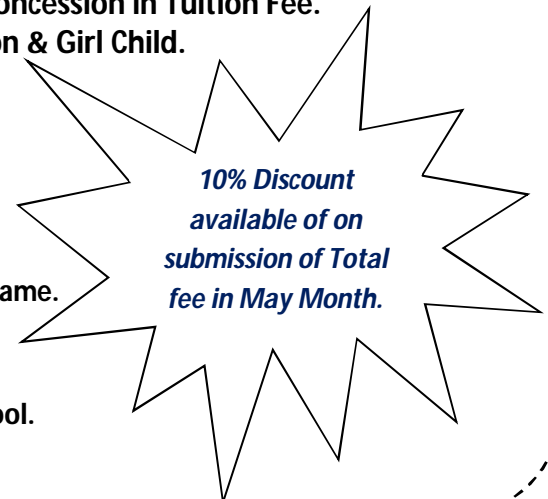 oncession in Tuition Fee.
on & Girl Child.
10% Discount
available of on
submission of Total
fee in May Month.
ame.
ool.